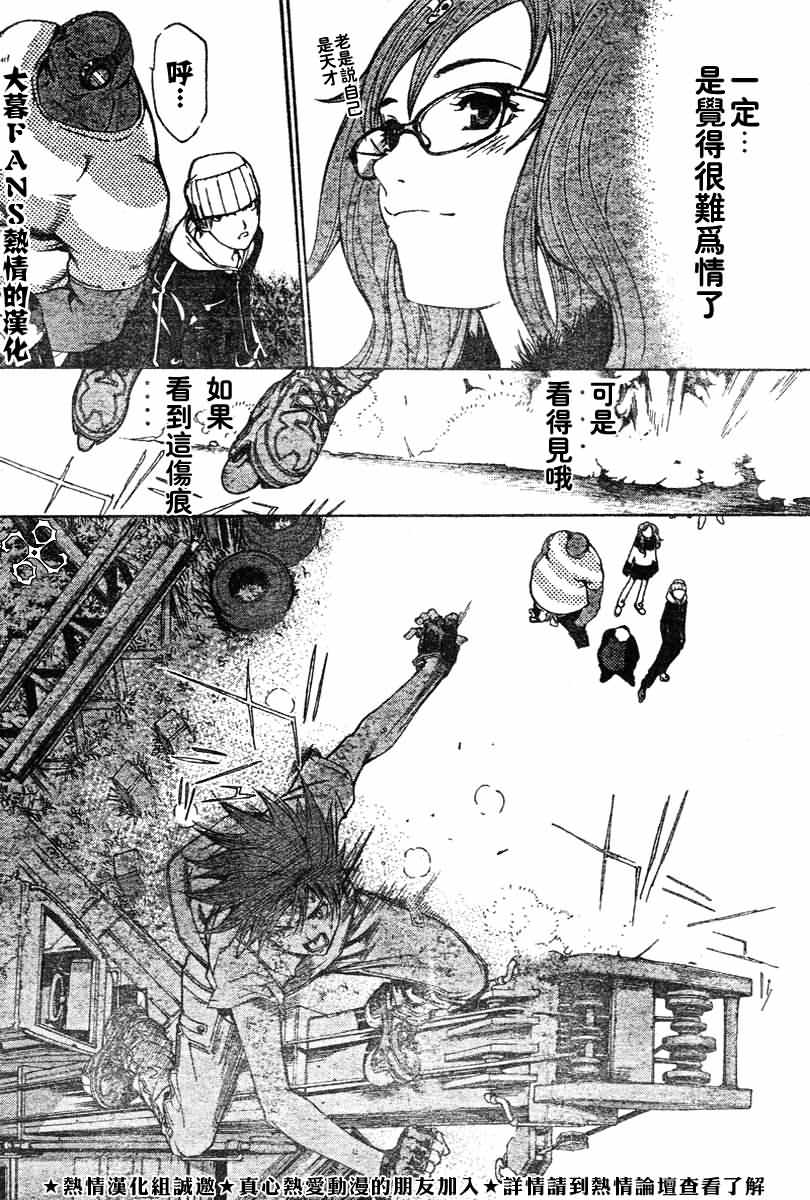 一定…
是覺得很難爲情了
老是說自己
是天才
呼…
大暮FANS熱情的漢化
可是……
看得見哦
如果……
看到這傷痕
★熱情漢化組誠邀★真心熱愛動漫的朋友加入★詳情請到熱情論壇查看了解